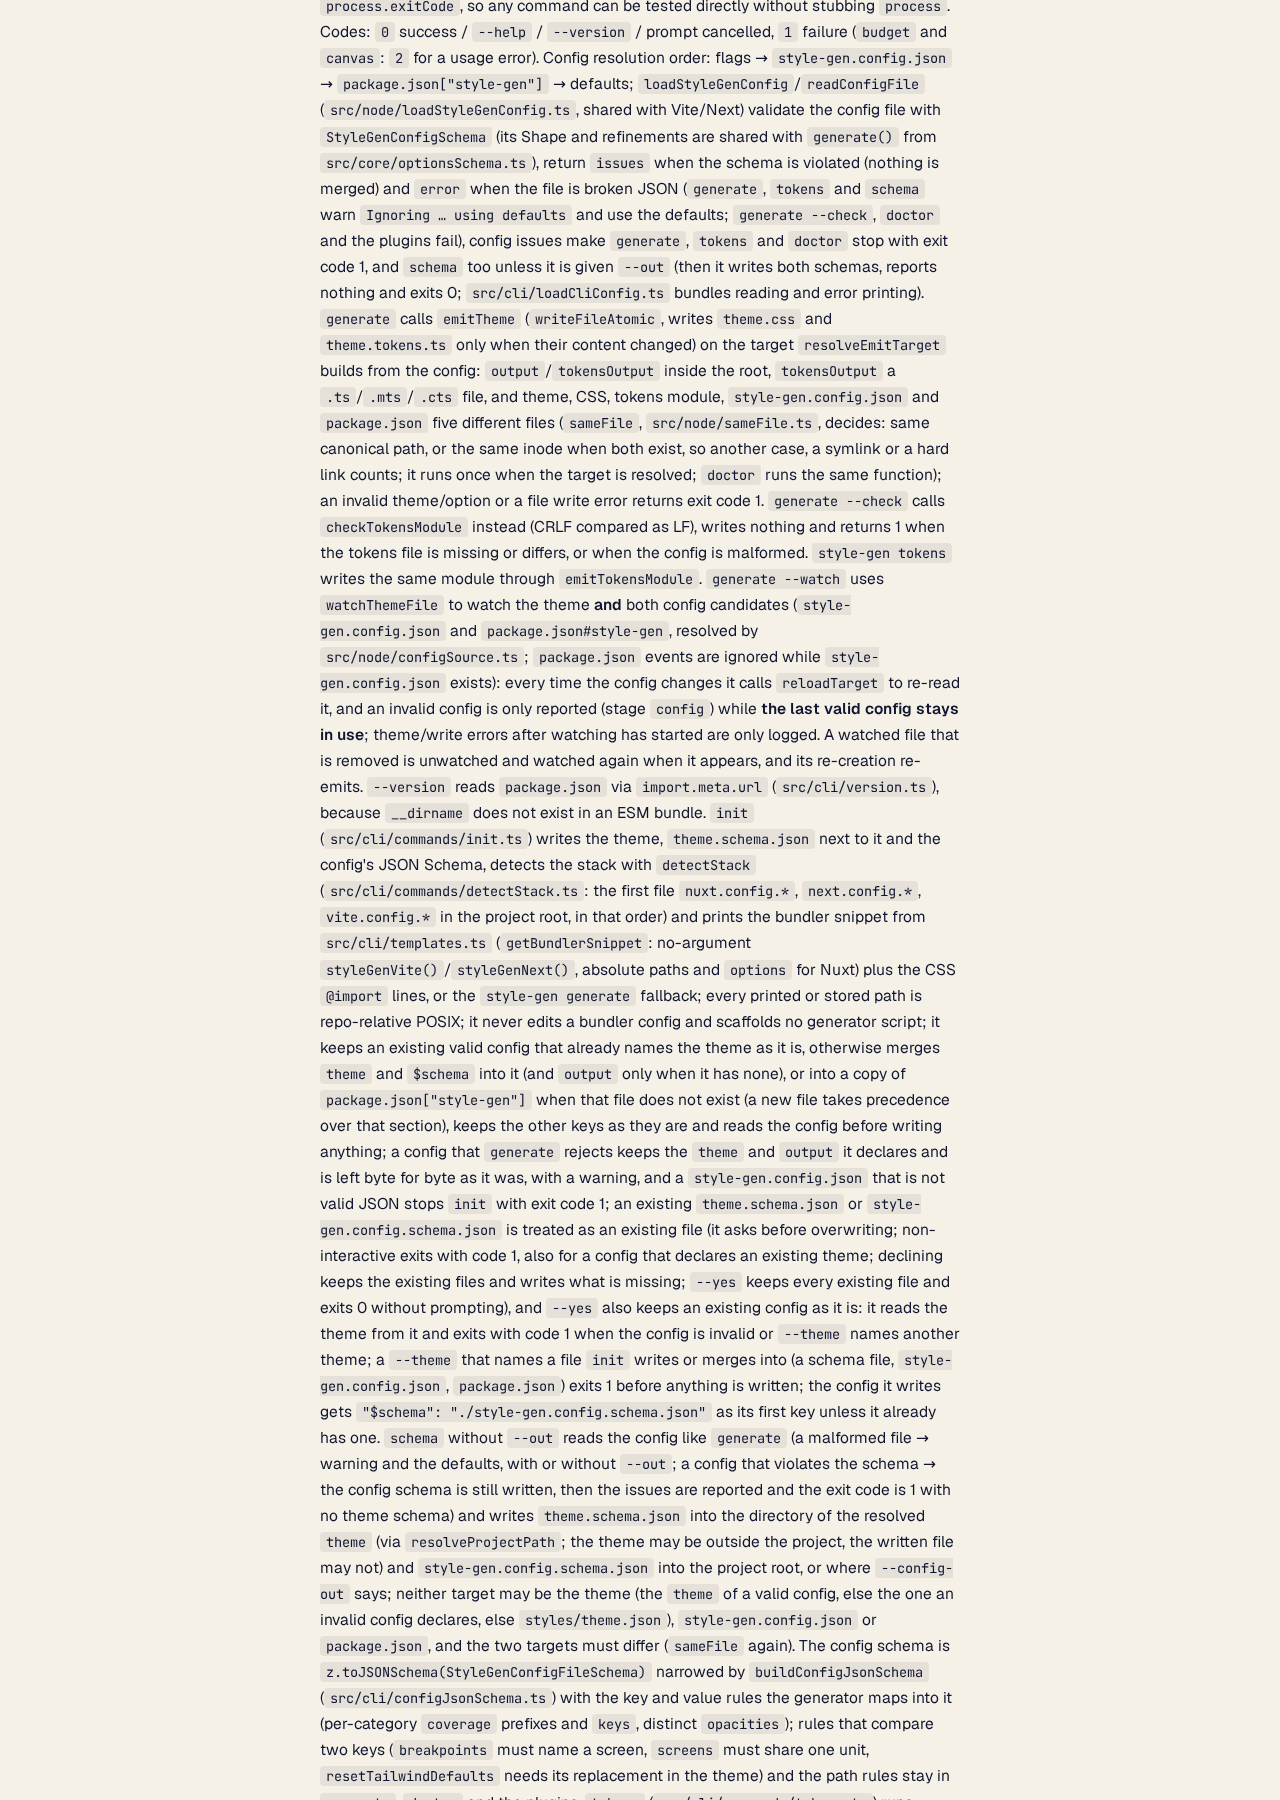 process.exitCode , so any command can be tested directly without stubbing process .
Codes: 0 success / --help / --version / prompt cancelled, 1 failure ( budget and
canvas : 2 for a usage error). Config resolution order: flags → style-gen.config.json
→ package.json["style-gen"] → defaults; loadStyleGenConfig / readConfigFile
( src/node/loadStyleGenConfig.ts , shared with Vite/Next) validate the config file with
StyleGenConfigSchema (its Shape and refinements are shared with generate() from
src/core/optionsSchema.ts ), return issues when the schema is violated (nothing is
merged) and error when the file is broken JSON ( generate , tokens and schema
warn Ignoring … using defaults and use the defaults; generate --check , doctor
and the plugins fail), config issues make generate , tokens and doctor stop with exit
code 1, and schema too unless it is given --out (then it writes both schemas, reports
nothing and exits 0; src/cli/loadCliConfig.ts bundles reading and error printing).
generate calls emitTheme ( writeFileAtomic , writes theme.css and
theme.tokens.ts only when their content changed) on the target resolveEmitTarget
builds from the config: output / tokensOutput inside the root, tokensOutput a
.ts / .mts / .cts file, and theme, CSS, tokens module, style-gen.config.json and
package.json five different files ( sameFile , src/node/sameFile.ts , decides: same
canonical path, or the same inode when both exist, so another case, a symlink or a hard
link counts; it runs once when the target is resolved; doctor runs the same function);
an invalid theme/option or a file write error returns exit code 1. generate --check calls
checkTokensModule instead (CRLF compared as LF), writes nothing and returns 1 when
the tokens file is missing or differs, or when the config is malformed. style-gen tokens
writes the same module through emitTokensModule . generate --watch uses
watchThemeFile to watch the theme and both config candidates ( style-
gen.config.json and package.json#style-gen , resolved by
src/node/configSource.ts ; package.json events are ignored while style-
gen.config.json exists): every time the config changes it calls reloadTarget to re-read
it, and an invalid config is only reported (stage config ) while the last valid config stays
in use; theme/write errors after watching has started are only logged. A watched file that
is removed is unwatched and watched again when it appears, and its re-creation re-
emits. --version reads package.json via import.meta.url ( src/cli/version.ts ),
because __dirname does not exist in an ESM bundle. init
( src/cli/commands/init.ts ) writes the theme, theme.schema.json next to it and the
config's JSON Schema, detects the stack with detectStack
( src/cli/commands/detectStack.ts : the first file nuxt.config.* , next.config.* ,
vite.config.* in the project root, in that order) and prints the bundler snippet from
src/cli/templates.ts ( getBundlerSnippet : no-argument
styleGenVite() / styleGenNext() , absolute paths and options for Nuxt) plus the CSS
@import lines, or the style-gen generate fallback; every printed or stored path is
repo-relative POSIX; it never edits a bundler config and scaffolds no generator script; it
keeps an existing valid config that already names the theme as it is, otherwise merges
theme and $schema into it (and output only when it has none), or into a copy of
package.json["style-gen"] when that file does not exist (a new file takes precedence
over that section), keeps the other keys as they are and reads the config before writing
anything; a config that generate rejects keeps the theme and output it declares and
is left byte for byte as it was, with a warning, and a style-gen.config.json that is not
valid JSON stops init with exit code 1; an existing theme.schema.json or style-
gen.config.schema.json is treated as an existing file (it asks before overwriting; non-
interactive exits with code 1, also for a config that declares an existing theme; declining
keeps the existing files and writes what is missing; --yes keeps every existing file and
exits 0 without prompting), and --yes also keeps an existing config as it is: it reads the
theme from it and exits with code 1 when the config is invalid or --theme names another
theme; a --theme that names a file init writes or merges into (a schema file, style-
gen.config.json , package.json ) exits 1 before anything is written; the config it writes
gets "$schema": "./style-gen.config.schema.json" as its first key unless it already
has one. schema without --out reads the config like generate (a malformed file →
warning and the defaults, with or without --out ; a config that violates the schema →
the config schema is still written, then the issues are reported and the exit code is 1 with
no theme schema) and writes theme.schema.json into the directory of the resolved
theme (via resolveProjectPath ; the theme may be outside the project, the written file
may not) and style-gen.config.schema.json into the project root, or where --config-
out says; neither target may be the theme (the theme of a valid config, else the one an
invalid config declares, else styles/theme.json ), style-gen.config.json or
package.json , and the two targets must differ ( sameFile again). The config schema is
z.toJSONSchema(StyleGenConfigFileSchema) narrowed by buildConfigJsonSchema
( src/cli/configJsonSchema.ts ) with the key and value rules the generator maps into it
(per-category coverage prefixes and keys , distinct opacities ); rules that compare
two keys ( breakpoints must name a screen, screens must share one unit,
resetTailwindDefaults needs its replacement in the theme) and the path rules stay in